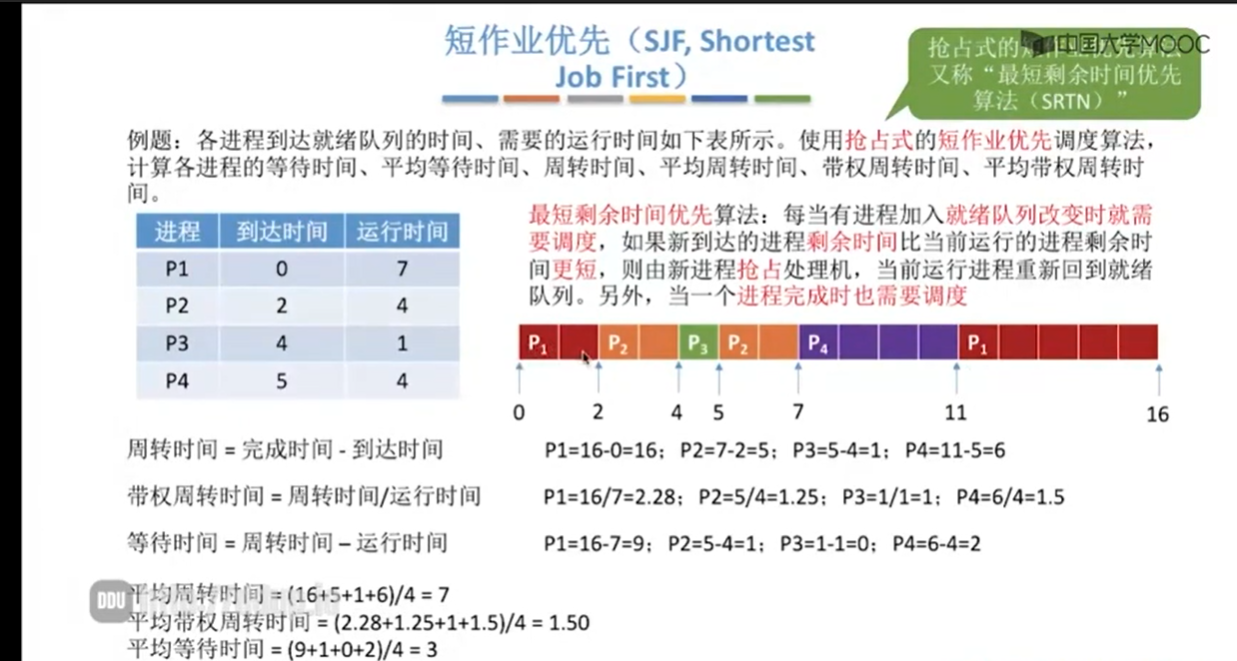 短作业优先（SJF, Shortest
Job First）
中国大学MOOC
抢占式的短作业优先算法
又称“最短剩余时间优先
算法（SRTN）”
例题：各进程到达就绪队列的时间、需要的运行时间如下表所示。使用抢占式的短作业优先调度算法，
计算各进程的等待时间、平均等待时间、周转时间、平均周转时间、带权周转时间、平均带权周转时
间。
进程 到达时间 运行时间
P1 0 7
P2 2 4
P3 4 1
P4 5 4
最短剩余时间优先算法：每当有进程加入就绪队列改变时就需
要调度，如果新到达的进程剩余时间比当前运行的进程剩余时
间更短，则由新进程抢占处理机，当前运行进程重新回到就绪
队列。另外，当一个进程完成时也需要调度
P1 P2 P3 P2 P4 P1
0 2 4 5 7 11 16
周转时间 = 完成时间 - 到达时间 P1=16-0=16；P2=7-2=5；P3=5-4=1；P4=11-5=6
带权周转时间 = 周转时间/运行时间 P1=16/7=2.28；P2=5/4=1.25；P3=1/1=1；P4=6/4=1.5
等待时间 = 周转时间 – 运行时间 P1=16-7=9；P2=5-4=1；P3=1-1=0；P4=6-4=2
DDU
平均周转时间 = (16+5+1+6)/4 = 7
平均带权周转时间 = (2.28+1.25+1+1.5)/4 = 1.50
平均等待时间 = (9+1+0+2)/4 = 3